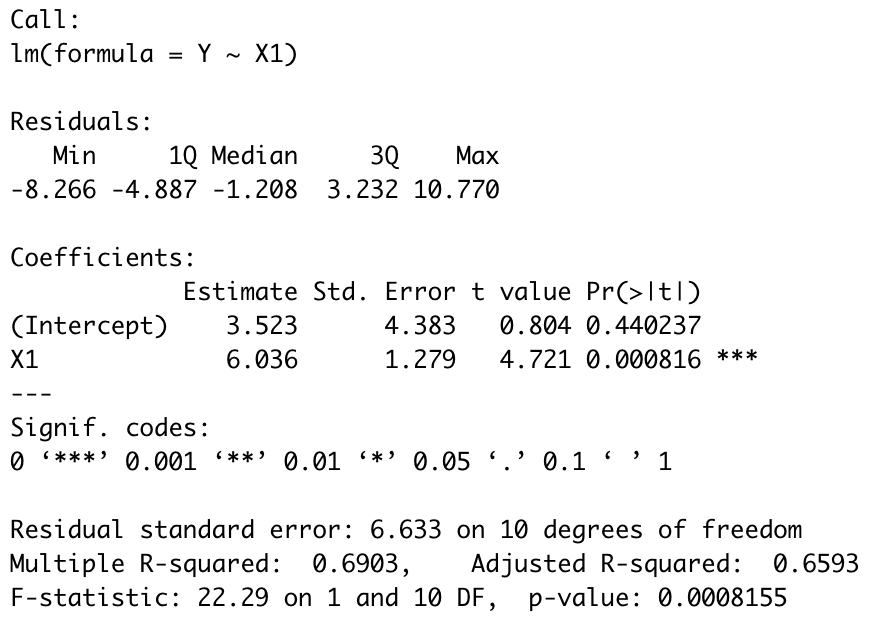 Call:
lm(formula = Y ~ X1)
Residuals:
Min 1Q Median 3Q Max
-8.266 -4.887 -1.208 3.232 10.770
Coefficients:
Estimate Std. Error t value Pr(>|t|)
(Intercept) 3.523 4.383 0.804 0.440237
X1 6.036 1.279 4.721 0.000816 ***
---
Signif. codes:
0 ‘***’ 0.001 ‘**’ 0.01 ‘*’ 0.05 ‘.’ 0.1 ‘ ’ 1
Residual standard error: 6.633 on 10 degrees of freedom
Multiple R-squared: 0.6903, Adjusted R-squared: 0.6593
F-statistic: 22.29 on 1 and 10 DF, p-value: 0.0008155